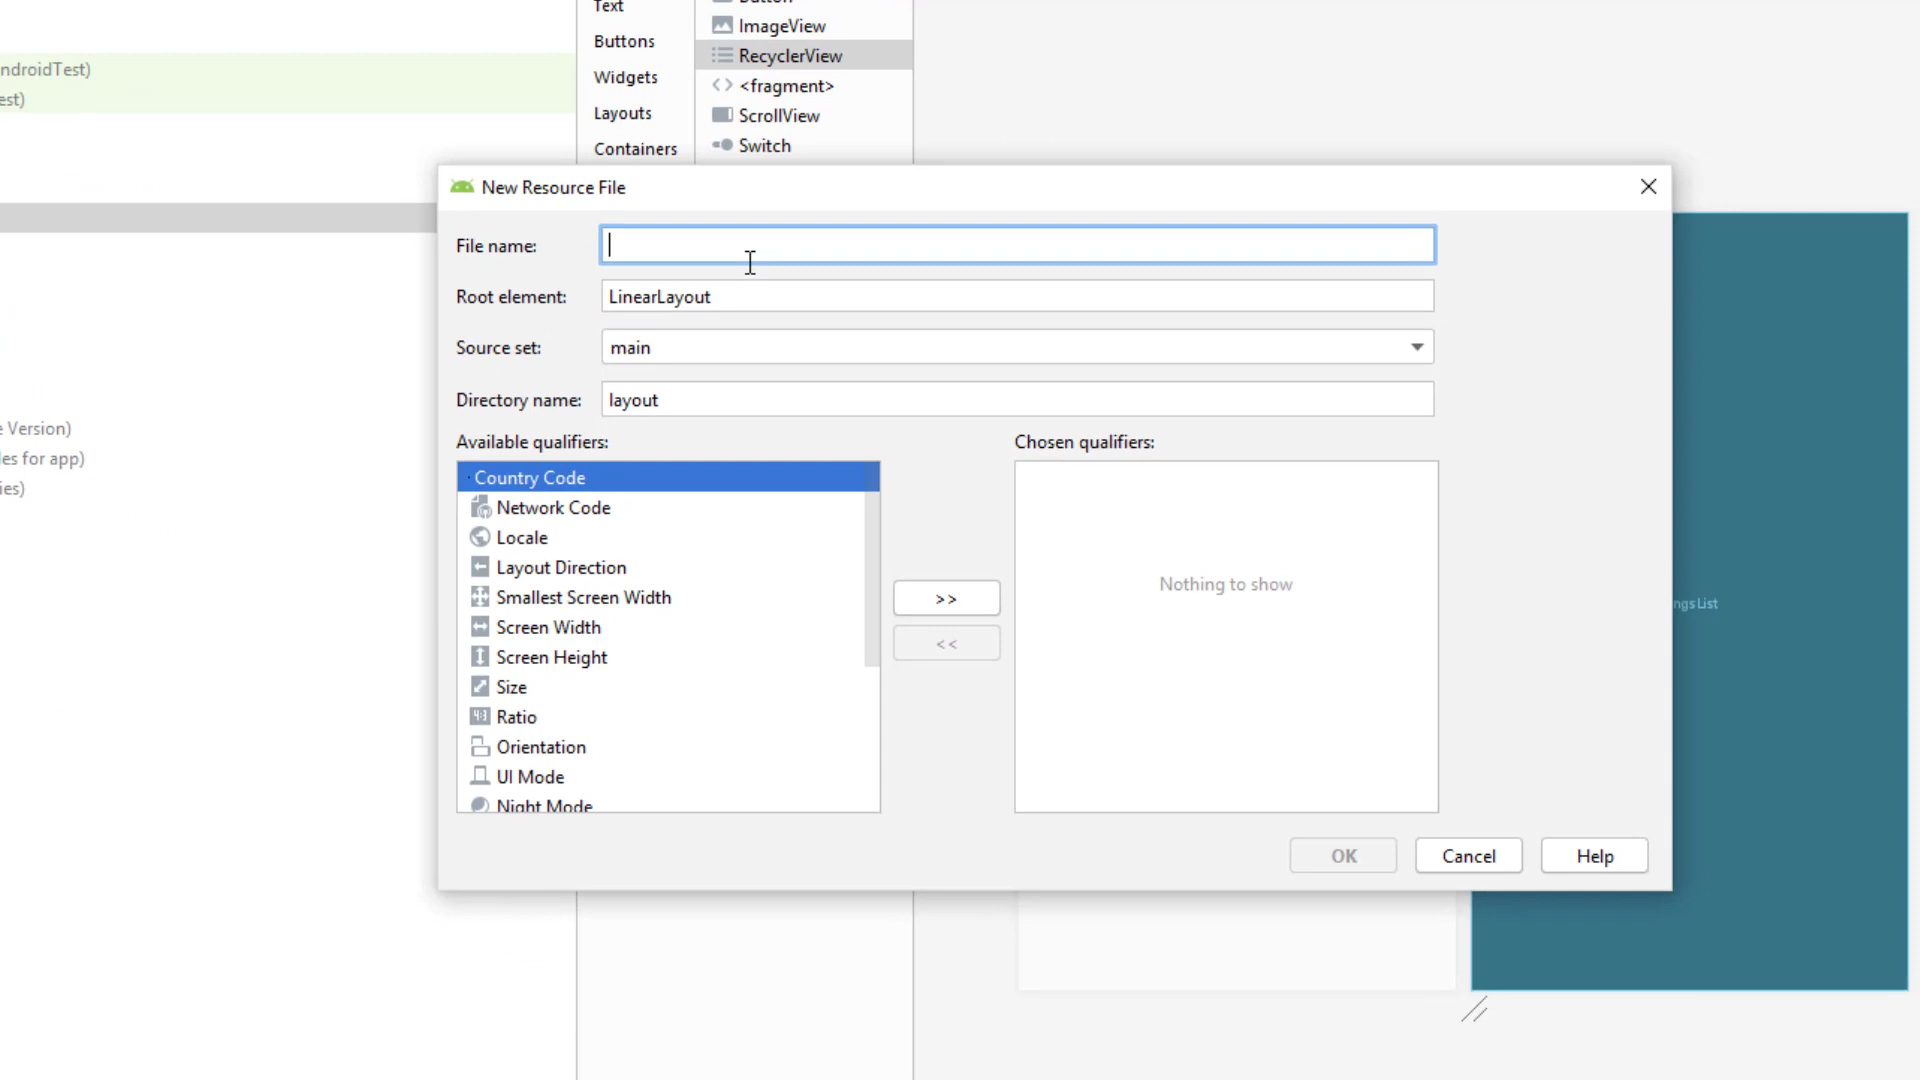 Text
Button
ImageView
Buttons
RecyclerView
ndroidTest)
Widgets
<fragment>
est)
Layouts
ScrollView
Containers
Switch
New Resource File
File name:
Root element: LinearLayout
Source set: main
Directory name: layout
Available qualifiers:
Chosen qualifiers:
e Version)
les for app)
ies)
Country Code
Network Code
Locale
Layout Direction
Smallest Screen Width
Screen Width
Screen Height
Size
Ratio
Orientation
UI Mode
Night Mode
>>
<<
Nothing to show
ngsList
OK
Cancel
Help